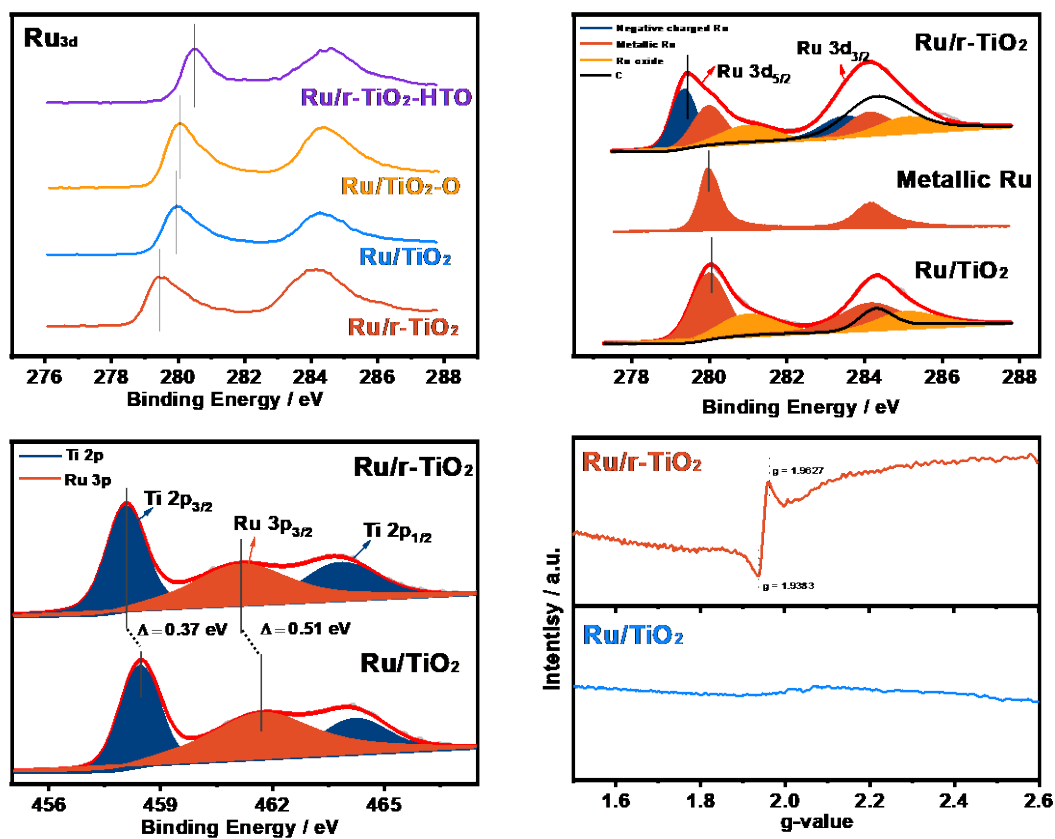 Ru3d
Ru/r-TiO2-HTO
Ru/TiO2-O
Ru/TiO2
Ru/r-TiO2
276 278 280 282 284 286 288
Binding Energy / eV
Negative charged Ru
Metallic Ru
Ru oxide
C
Ru/r-TiO2
Ru 3d5/2
Ru 3d3/2
Metallic Ru
Ru/TiO2
278 280 282 284 286 288
Binding Energy / eV
Ti 2p
Ru 3p
Ru/r-TiO2
Ti 2p3/2
Ru 3p3/2
Ti 2p1/2
Λ = 0.37 eV
Λ = 0.51 eV
Ru/TiO2
456 459 462 465
Binding Energy / eV
Ru/r-TiO2
g = 1.9627
g = 1.9383
Ru/TiO2
Intentisy / a.u.
1.6 1.8 2.0 2.2 2.4 2.6
g-value